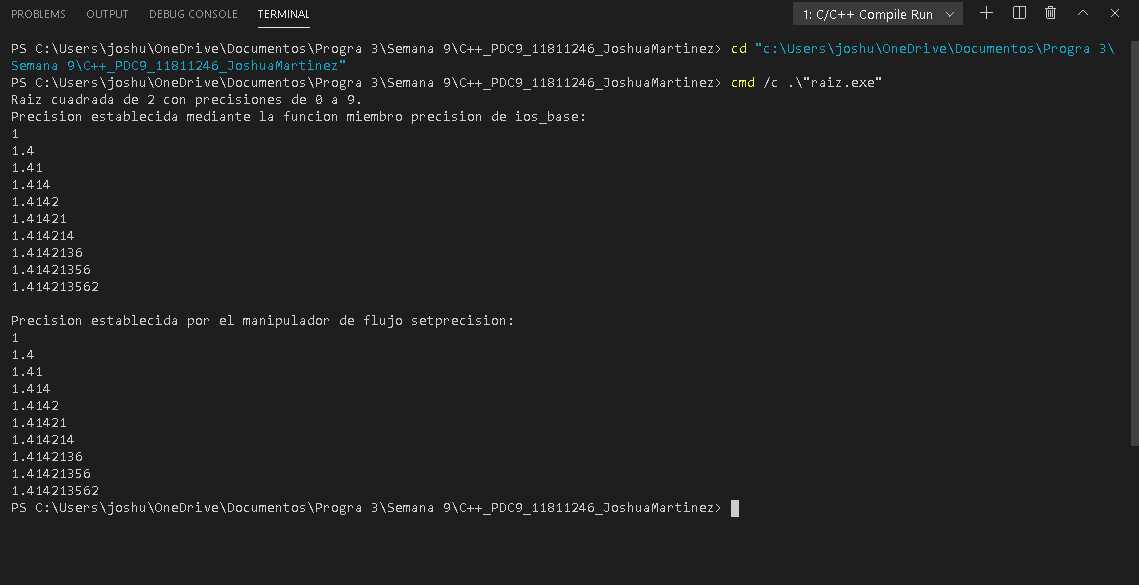 PROBLEMS OUTPUT DEBUG CONSOLE TERMINAL 1: C/C++ Compile Run
PS C:\Users\joshu\OneDrive\Documentos\Progra 3\Semana 9\C++_PDC9_11811246_JoshuaMartinez> cd "c:\Users\joshu\OneDrive\Documentos\Progra 3\
Semana 9\C++_PDC9_11811246_JoshuaMartinez"
PS C:\Users\joshu\OneDrive\Documentos\Progra 3\Semana 9\C++_PDC9_11811246_JoshuaMartinez> cmd /c .\"raiz.exe"
Raiz cuadrada de 2 con precisiones de 0 a 9.
Precision establecida mediante la funcion miembro precision de ios_base:
1
1.4
1.41
1.414
1.4142
1.41421
1.414214
1.4142136
1.41421356
1.414213562
Precision establecida por el manipulador de flujo setprecision:
1
1.4
1.41
1.414
1.4142
1.41421
1.414214
1.4142136
1.41421356
1.414213562
PS C:\Users\joshu\OneDrive\Documentos\Progra 3\Semana 9\C++_PDC9_11811246_JoshuaMartinez>